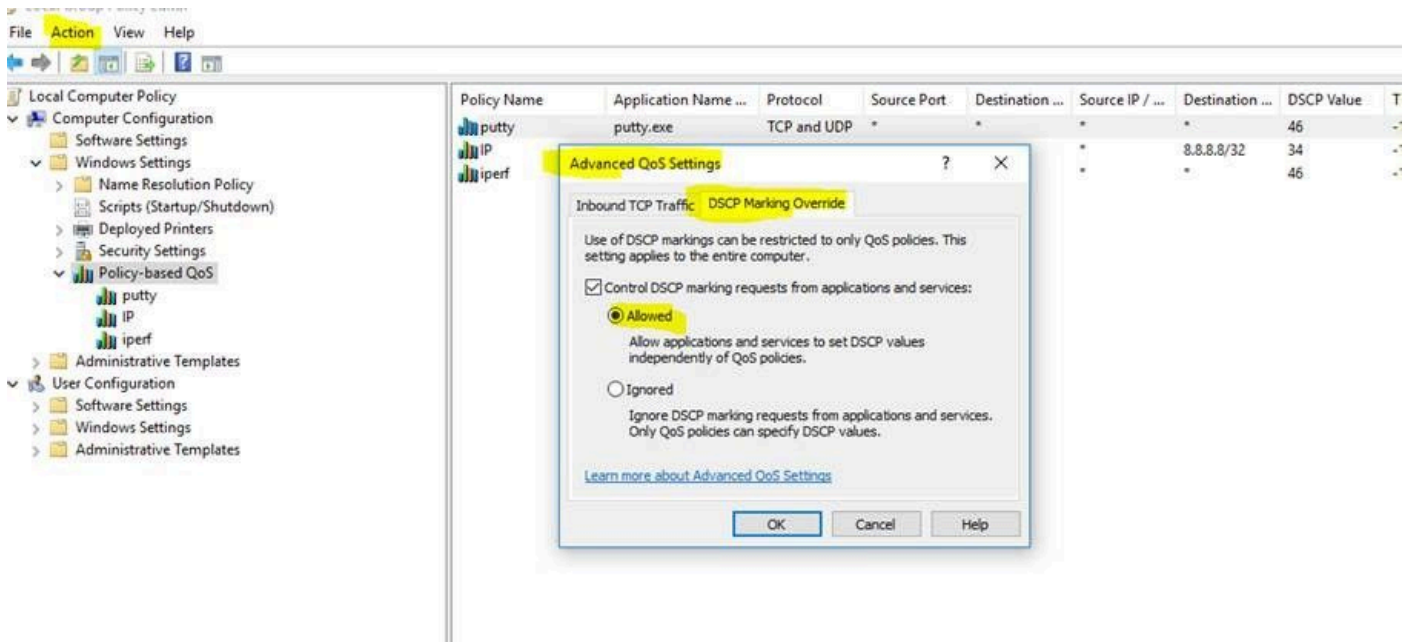 File Action View Help
Local Computer Policy
Computer Configuration
Software Settings
Windows Settings
Name Resolution Policy
Scripts (Startup/Shutdown)
Deployed Printers
Security Settings
Policy-based QoS
putty
IP
iperf
Administrative Templates
User Configuration
Software Settings
Windows Settings
Administrative Templates
Policy Name Application Name ... Protocol Source Port Destination ... Source IP / ... Destination ... DSCP Value T
putty putty.exe TCP and UDP * * * * 46 -1
IP * 8.8.8.8/32 34 -1
iperf * * 46 -1
Advanced QoS Settings ?
Inbound TCP Traffic DSCP Marking Override
Use of DSCP markings can be restricted to only QoS policies. This
setting applies to the entire computer.
Control DSCP marking requests from applications and services:
Allowed
Allow applications and services to set DSCP values
independently of QoS policies.
Ignored
Ignore DSCP marking requests from applications and services.
Only QoS policies can specify DSCP values.
Learn more about Advanced QoS Settings
OK Cancel Help